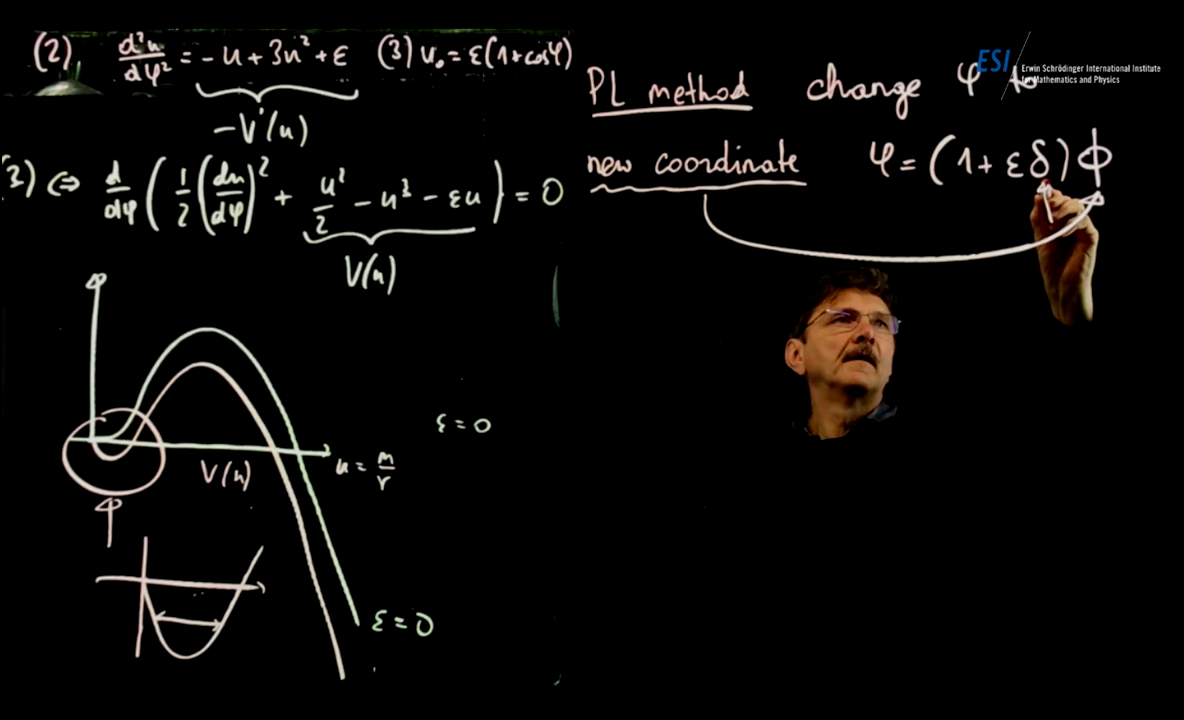 (2) d²u/dφ² = - u + 3u² + ε (3) u₀ = ε(1+cosφ)
-V'(u)
2) ⇔ d/dφ ( 1/2 (du/dφ)² + u²/2 - u³ - εu ) = 0
V(u)
ε = 0
V(u)
u = m/r
ε = 0
ESI Erwin Schrödinger International Institute
for Mathematics and Physics
PL method change φ to
new coordinate φ = (1 + εδ)ϕ